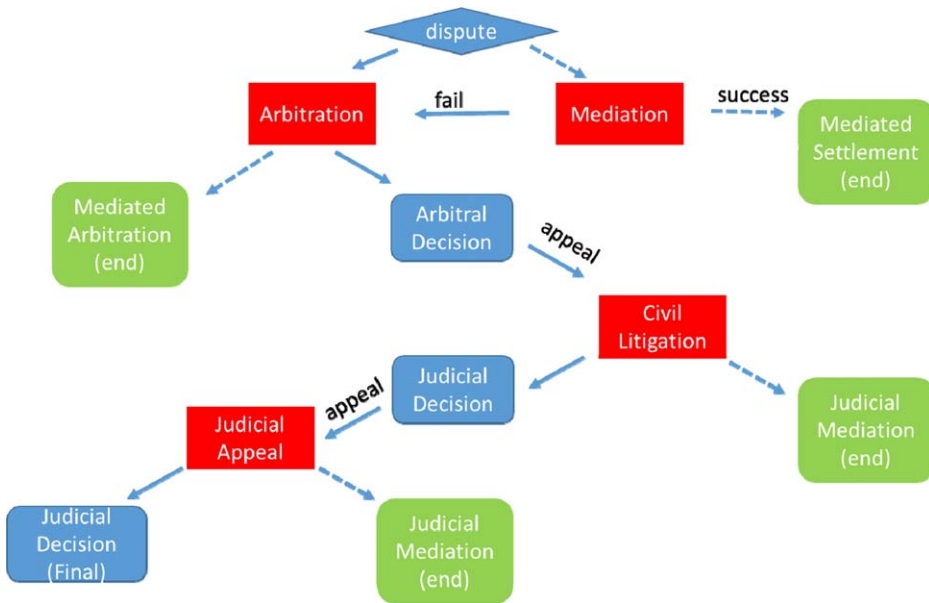 dispute
Arbitration
fail
Mediation
success
Mediated
Settlement
(end)
Mediated
Arbitration
(end)
Arbitral
Decision
appeal
Civil
Litigation
Judicial
Decision
appeal
Judicial
Appeal
Judicial
Mediation
(end)
Judicial
Decision
(Final)
Judicial
Mediation
(end)